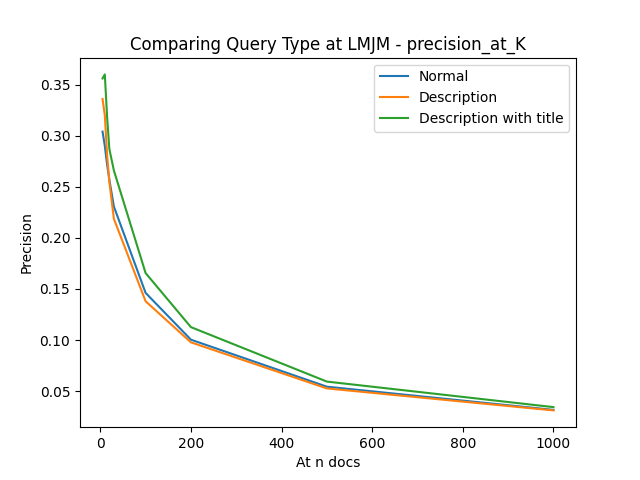 Comparing Query Type at LMJM - precision_at_K
Normal
Description
Description with title
0.35
0.30
0.25
0.20
0.15
0.10
0.05
Precision
0
200
400
600
800
1000
At n docs